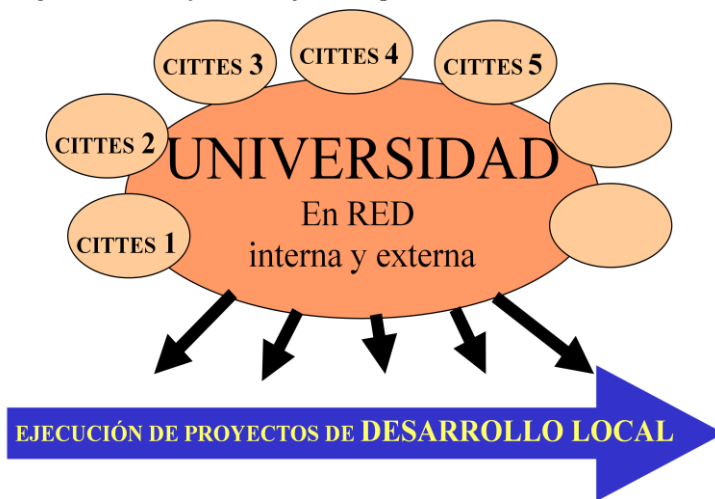 CITTES 3
CITTES 4
CITTES 5
CITTES 2
UNIVERSIDAD
En RED
CITTES 1
interna y externa
EJECUCIÓN DE PROYECTOS DE DESARROLLO LOCAL